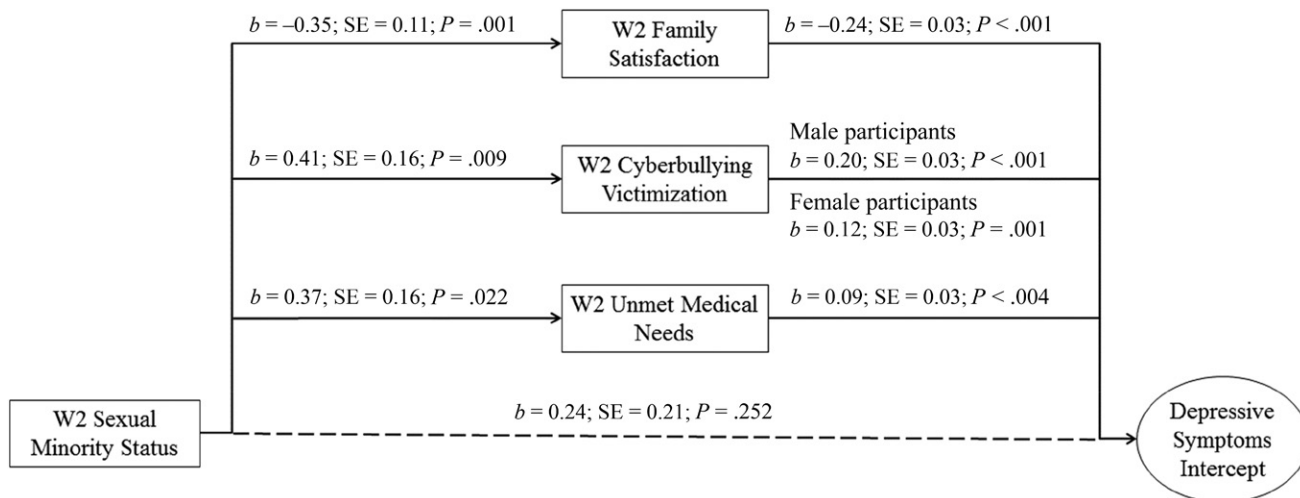 b = –0.35; SE = 0.11; P = .001
W2 Family
Satisfaction
b = –0.24; SE = 0.03; P < .001
b = 0.41; SE = 0.16; P = .009
W2 Cyberbullying
Victimization
Male participants
b = 0.20; SE = 0.03; P < .001
Female participants
b = 0.12; SE = 0.03; P = .001
b = 0.37; SE = 0.16; P = .022
W2 Unmet Medical
Needs
b = 0.09; SE = 0.03; P < .004
W2 Sexual
Minority Status
b = 0.24; SE = 0.21; P = .252
Depressive
Symptoms
Intercept